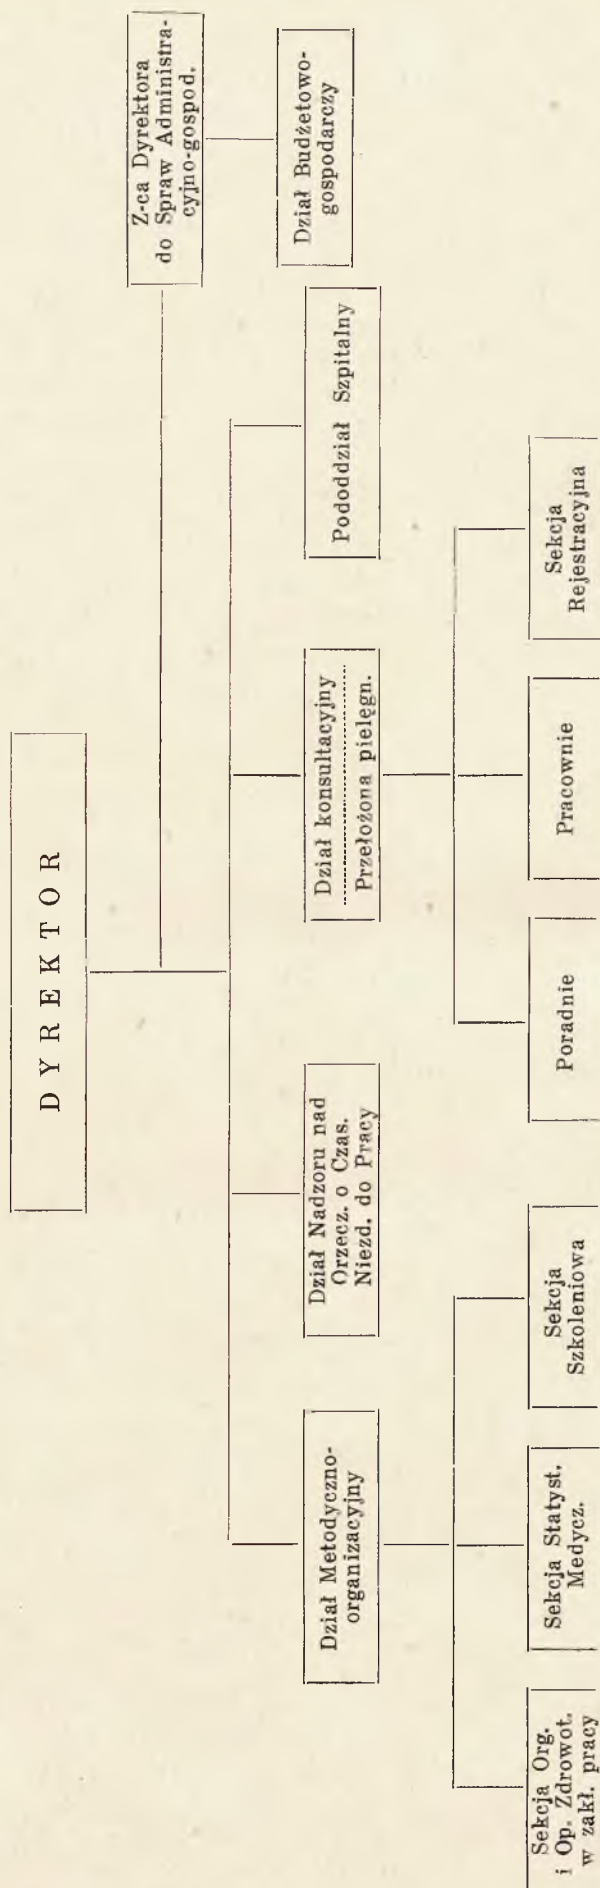 DYREKTOR
Z-ca Dyrektora
do Spraw Administra-
cyjno-gospod.
Dział Metodyczno-
organizacyjny
Dział Nadzoru nad
Orzecz. o Czas.
Niezd. do Pracy
Dział konsultacyjny
Przełożona pielęgn.
Pododdział Szpitalny
Dział Budżetowo-
gospodarczy
Sekcja Org.
i Op. Zdrowot.
w zakł. pracy
Sekcja Statyst.
Medycz.
Sekcja
Szkoleniowa
Poradnie
Pracownie
Sekcja
Rejestracyjna